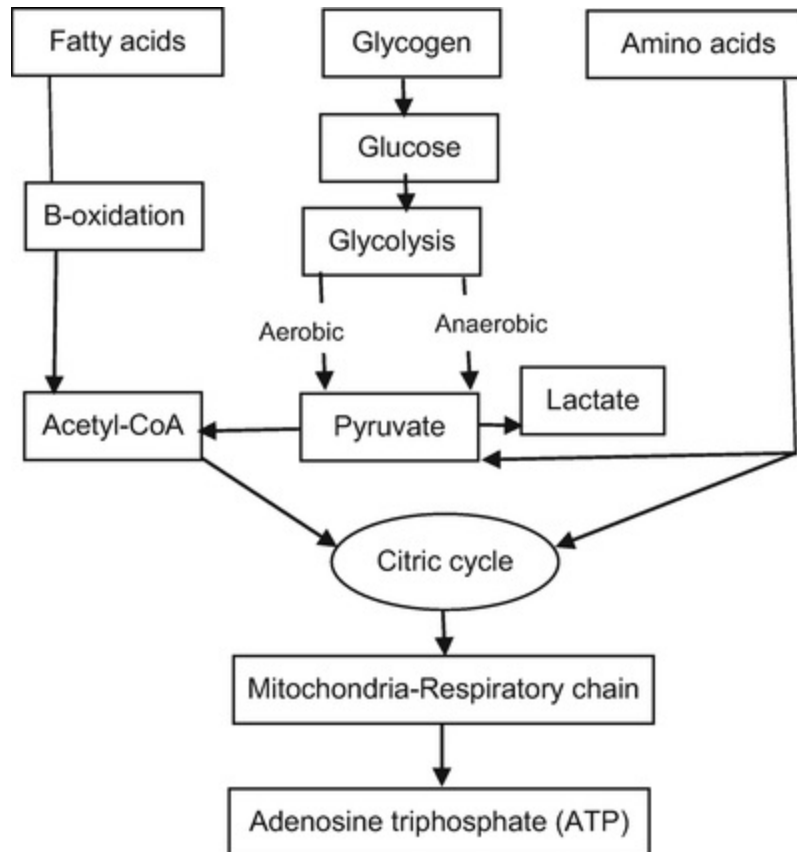 Fatty acids
Glycogen
Amino acids
Glucose
B-oxidation
Glycolysis
Aerobic
Anaerobic
Acetyl-CoA
Pyruvate
Lactate
Citric cycle
Mitochondria-Respiratory chain
Adenosine triphosphate (ATP)